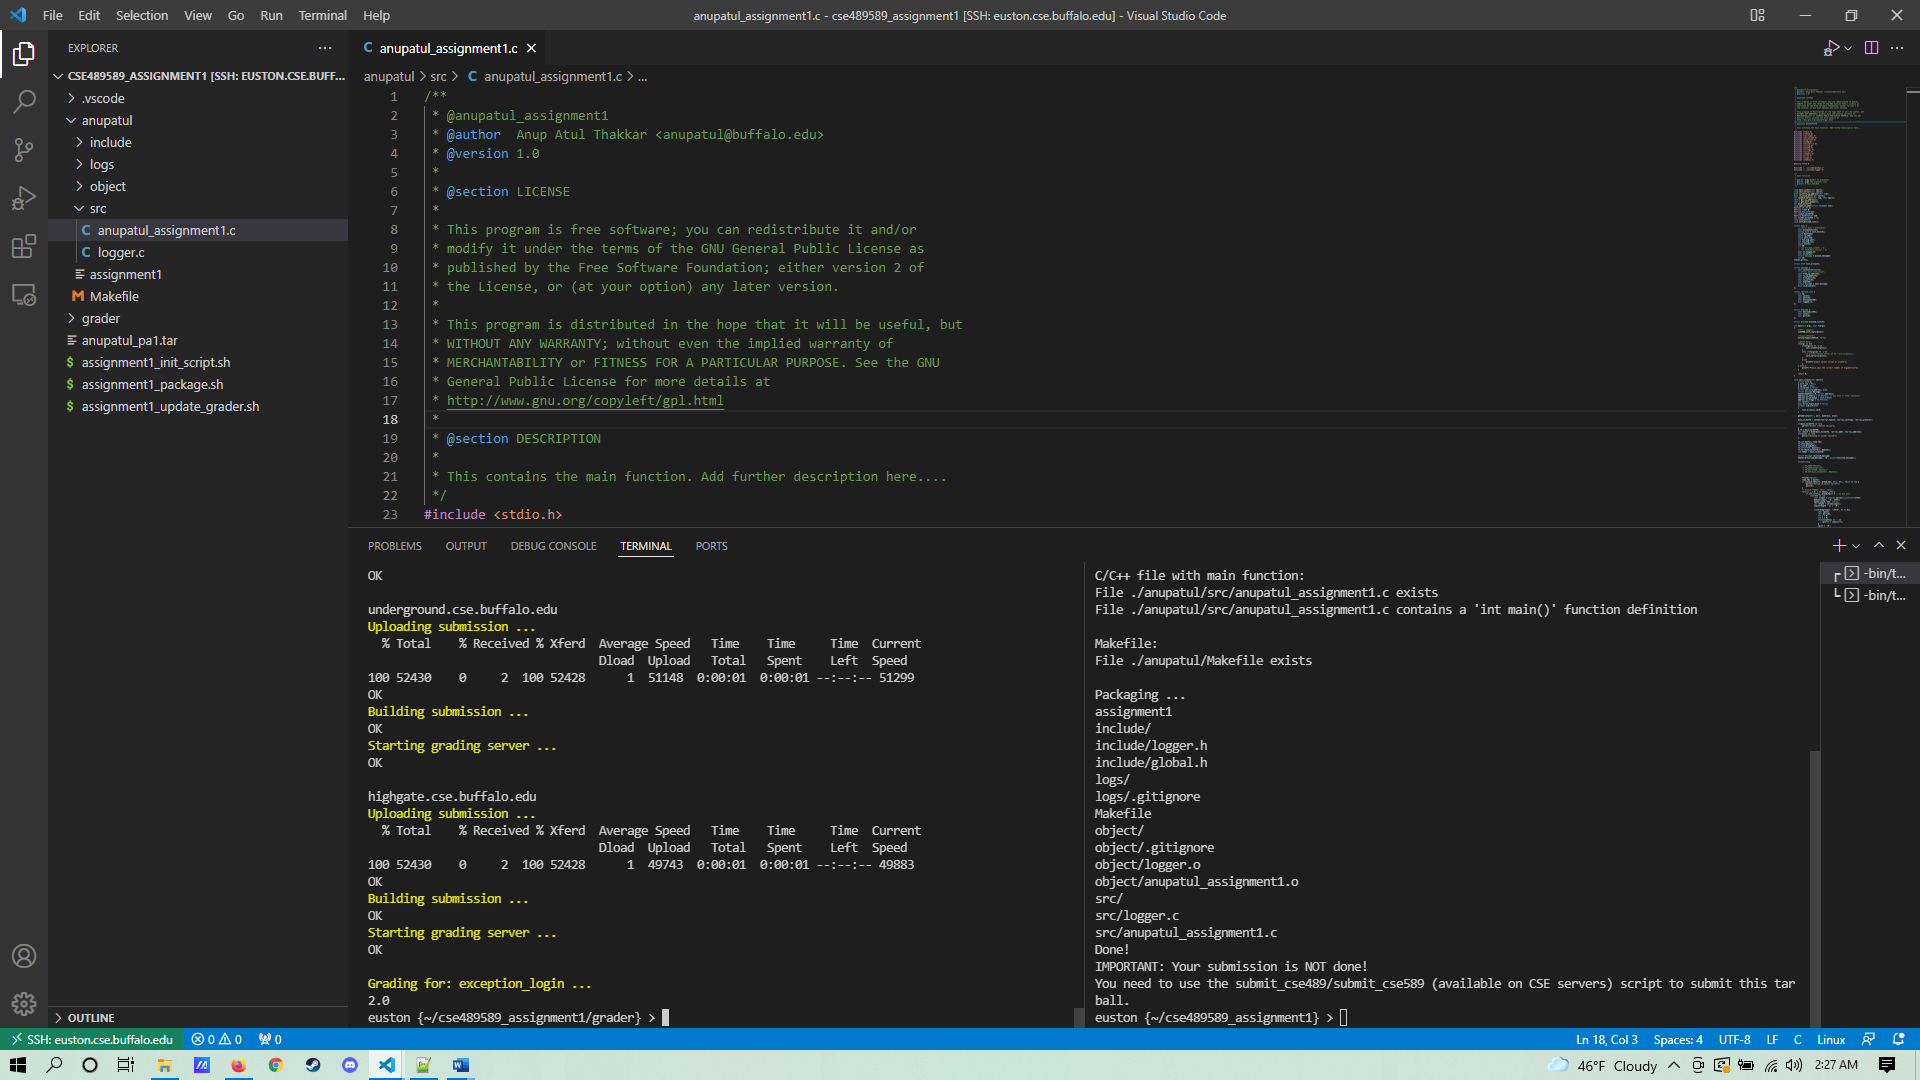 File Edit Selection View Go Run Terminal Help
anupatul_assignment1.c - cse489589_assignment1 [SSH: euston.cse.buffalo.edu] - Visual Studio Code
EXPLORER
CSE489589_ASSIGNMENT1 [SSH: EUSTON.CSE.BUFF...
.vscode
anupatul
include
logs
object
src
C anupatul_assignment1.c
C logger.c
assignment1
M Makefile
grader
anupatul_pa1.tar
$ assignment1_init_script.sh
$ assignment1_package.sh
$ assignment1_update_grader.sh
OUTLINE
C anupatul_assignment1.c
anupatul > src > C anupatul_assignment1.c > ...
1 /**
2 * @anupatul_assignment1
3 * @author  Anup Atul Thakkar <anupatul@buffalo.edu>
4 * @version 1.0
5 *
6 * @section LICENSE
7 *
8 * This program is free software; you can redistribute it and/or
9 * modify it under the terms of the GNU General Public License as
10 * published by the Free Software Foundation; either version 2 of
11 * the License, or (at your option) any later version.
12 *
13 * This program is distributed in the hope that it will be useful, but
14 * WITHOUT ANY WARRANTY; without even the implied warranty of
15 * MERCHANTABILITY or FITNESS FOR A PARTICULAR PURPOSE. See the GNU
16 * General Public License for more details at
17 * http://www.gnu.org/copyleft/gpl.html
18 *
19 * @section DESCRIPTION
20 *
21 * This contains the main function. Add further description here....
22 */
23 #include <stdio.h>
PROBLEMS OUTPUT DEBUG CONSOLE TERMINAL PORTS
OK
underground.cse.buffalo.edu
Uploading submission ...
% Total % Received % Xferd Average Speed Time Time Time Current
Dload Upload Total Spent Left Speed
100 52430 0 2 100 52428 1 51148 0:00:01 0:00:01 --:--:-- 51299
OK
Building submission ...
OK
Starting grading server ...
OK
highgate.cse.buffalo.edu
Uploading submission ...
% Total % Received % Xferd Average Speed Time Time Time Current
Dload Upload Total Spent Left Speed
100 52430 0 2 100 52428 1 49743 0:00:01 0:00:01 --:--:-- 49883
OK
Building submission ...
OK
Starting grading server ...
OK
Grading for: exception_login ...
2.0
euston {~/cse489589_assignment1/grader} >
C/C++ file with main function:
File ./anupatul/src/anupatul_assignment1.c exists
File ./anupatul/src/anupatul_assignment1.c contains a 'int main()' function definition
Makefile:
File ./anupatul/Makefile exists
Packaging ...
assignment1
include/
include/logger.h
include/global.h
logs/
logs/.gitignore
Makefile
object/
object/.gitignore
object/logger.o
object/anupatul_assignment1.o
src/
src/logger.c
src/anupatul_assignment1.c
Done!
IMPORTANT: Your submission is NOT done!
You need to use the submit_cse489/submit_cse589 (available on CSE servers) script to submit this tar
ball.
euston {~/cse489589_assignment1} >
-bin/t...
-bin/t...
SSH: euston.cse.buffalo.edu 0 0 0
Ln 18, Col 3 Spaces: 4 UTF-8 LF C Linux
46°F Cloudy 2:27 AM